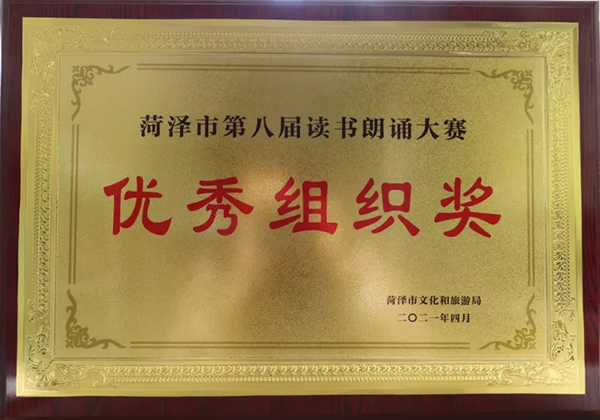 菏泽市第八届读书朗诵大赛
优秀组织奖
菏泽市文化和旅游局
二〇二一年四月